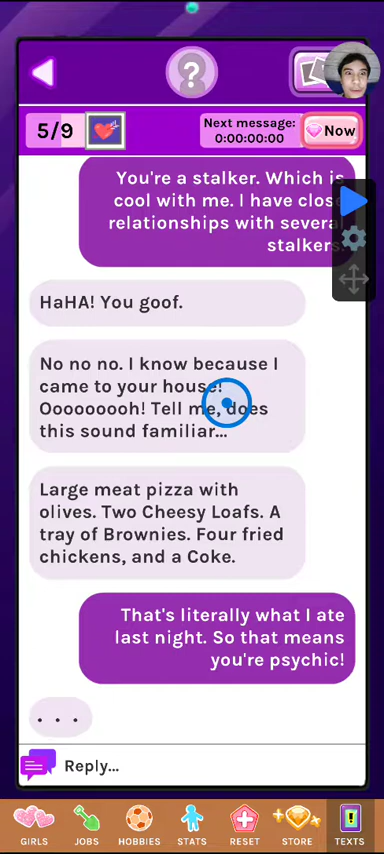 ?
5/9
Next message:
0:00:00:00
Now
You're a stalker. Which is
cool with me. I have close
relationships with several
stalkers.
HaHA! You goof.
No no no. I know because I
came to your house!
Ooooooooh! Tell me, does
this sound familiar...
Large meat pizza with
olives. Two Cheesy Loafs. A
tray of Brownies. Four fried
chickens, and a Coke.
That's literally what I ate
last night. So that means
you're psychic!
. . .
Reply...
GIRLS
JOBS
HOBBIES
STATS
RESET
STORE
TEXTS